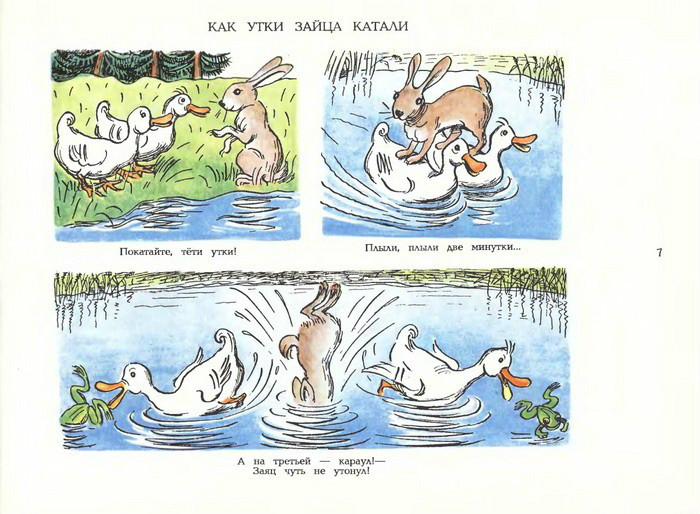 КАК УТКИ ЗАЙЦА КАТАЛИ
Покатайте, тёти утки!
Плыли, плыли две минутки...
7
А на третьей — караул!—
Заяц чуть не утонул!